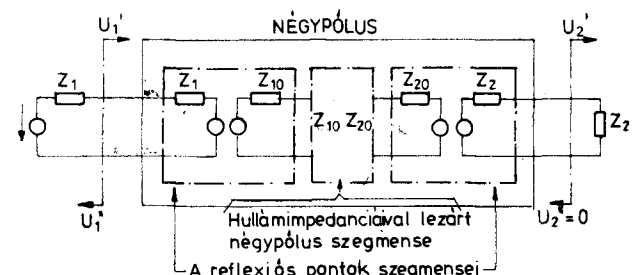 NÉGYPÓLUS
U₁'
U₂'
Z₁
Z₁
Z₁₀
Z₂₀
Z₂
Z₁₀ Z₂₀
Z₂
U₁"
U₂"=0
Hullámimpedanciával lezárt
négypólus szegmense
A reflexiós pontok szegmensei